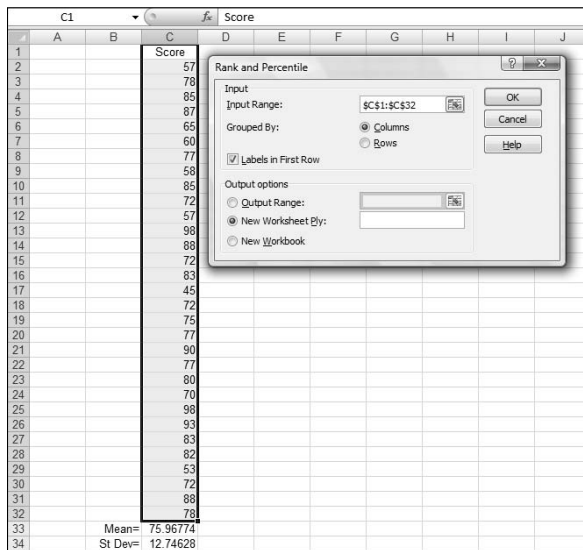 C1 fx Score
A B C D E F G H I J
1 Score
2 57
3 78
4 85
5 87
6 65
7 60
8 77
9 58
10 85
11 72
12 57
13 98
14 88
15 72
16 83
17 45
18 72
19 75
20 77
21 90
22 77
23 80
24 70
25 98
26 93
27 83
28 82
29 53
30 72
31 88
32 78
33 Mean= 75.96774
34 St Dev= 12.74628
Rank and Percentile
Input
Input Range: $C$1:$C$32
Grouped By: Columns
Rows
Labels in First Row
Output options
Output Range:
New Worksheet Ply:
New Workbook
OK
Cancel
Help